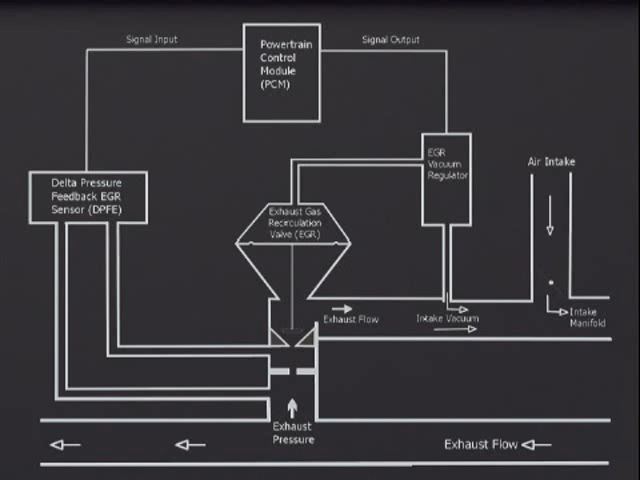 Signal Input
Powertrain
Control
Module
(PCM)
Signal Output
EGR
Vacuum
Regulator
Air Intake
Delta Pressure
Feedback EGR
Sensor (DPFE)
Exhaust Gas
Recirculation
Valve (EGR)
Exhaust Flow
Intake Vacuum
Intake
Manifold
Exhaust
Pressure
Exhaust Flow